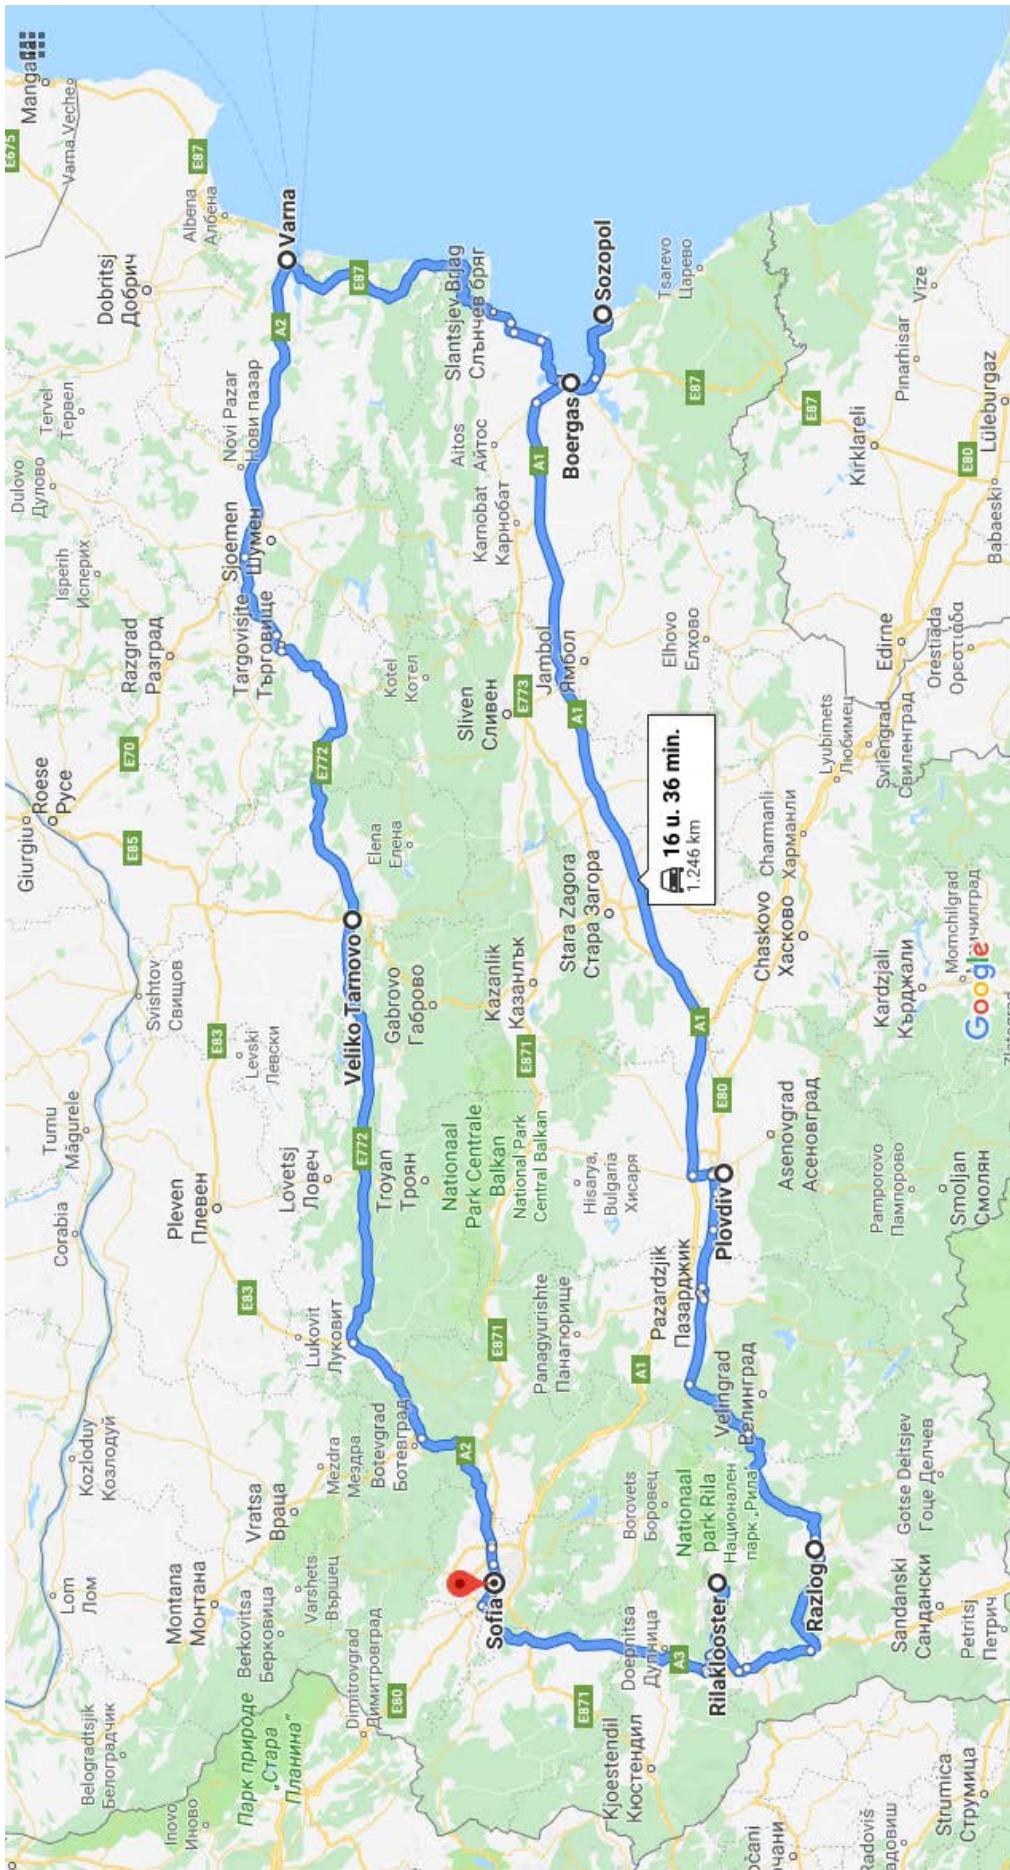 Mangalia
Vama Veche
E675
E87
Albena
Албена
Varna
Dobritsj
Добрич
A2
E87
Tervel
Тервел
Dulovo
Дулово
Novi Pazar
Нови пазар
Isperih
Исперих
Sjoemen
Шумен
Razgrad
Разград
Targovisjte
Търговище
E70
Giurgiu
Roese
Русе
E85
E772
Kotel
Котел
Elena
Елена
Slantsjev Brjag
Слънчев бряг
Sozopol
Tsarevo
Царево
Boergas
Aitos
Айтос
A1
Karnobat
Карнобат
E87
E87
Vize
Pınarhisar
Kırklareli
Lüleburgaz
E80
Babaeski
Sliven
Сливен
E773
Jambol
Ямбол
A1
Elhovo
Елхово
Edirne
Orestiada
Ορεστιάδα
Svilengrad
Свиленград
Lyubimets
Любимец
Charmanli
Харманли
16 u. 36 min.
1.246 km
Stara Zagora
Стара Загора
Chaskovo
Хасково
Momchilgrad
Kardzjali
Кърджали
Google
Svishtov
Свищов
Veliko Tarnovo
Gabrovo
Габрово
Kazanlik
Казанлък
E871
A1
E83
Levski
Левски
Turnu
Măgurele
Corabia
Pleven
Плевен
Lovetsj
Ловеч
E772
Troyan
Троян
Nationaal
Park Centrale
Balkan
National Park
Central Balkan
Hisarya,
Bulgaria
Хисаря
E80
Asenovgrad
Асеновград
Plovdiv
Pamporovo
Пампорово
Smoljan
Смолян
E83
Lukovit
Луковит
E871
Panagyurishte
Панагюрище
Pazardzjik
Пазарджик
A1
Velingrad
Велинград
Kozloduy
Козлодуй
Mezdra
Мездра
Botevgrad
Ботевград
A2
Vratsa
Враца
Borovets
Боровец
Nationaal
park Rila
Национален
парк „Рила“
Gotse Deltsjev
Гоце Делчев
Lom
Лом
Montana
Монтана
Varshets
Вършец
Berkovitsa
Берковица
Sofia
Rilaklooster
Razlog
Sandanski
Сандански
Petritsj
Петрич
Dimitrovgrad
Димитровград
E80
Doepnitsa
Дупница
A3
E871
Kjoestendil
Кюстендил
Belogradtsjik
Белоградчик
Парк природе
„Стара
Планина“
Inovo
Иново
Strumica
Струмица